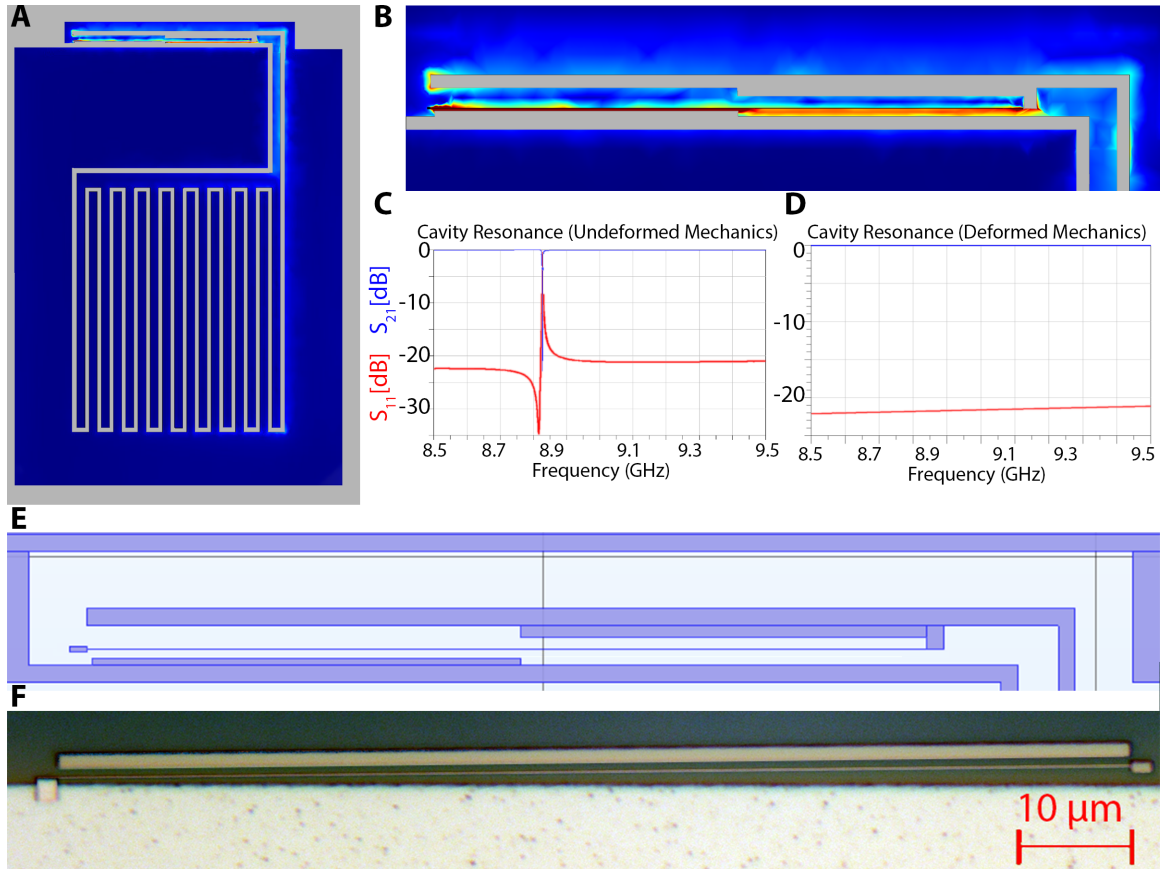 A
B
C
D
Cavity Resonance (Undeformed Mechanics)
Cavity Resonance (Deformed Mechanics)
S11[dB] S21[dB]
0
-10
-20
-30
8.5 8.7 8.9 9.1 9.3 9.5
Frequency (GHz)
0
-10
-20
8.5 8.7 8.9 9.1 9.3 9.5
Frequency (GHz)
E
F
10 µm